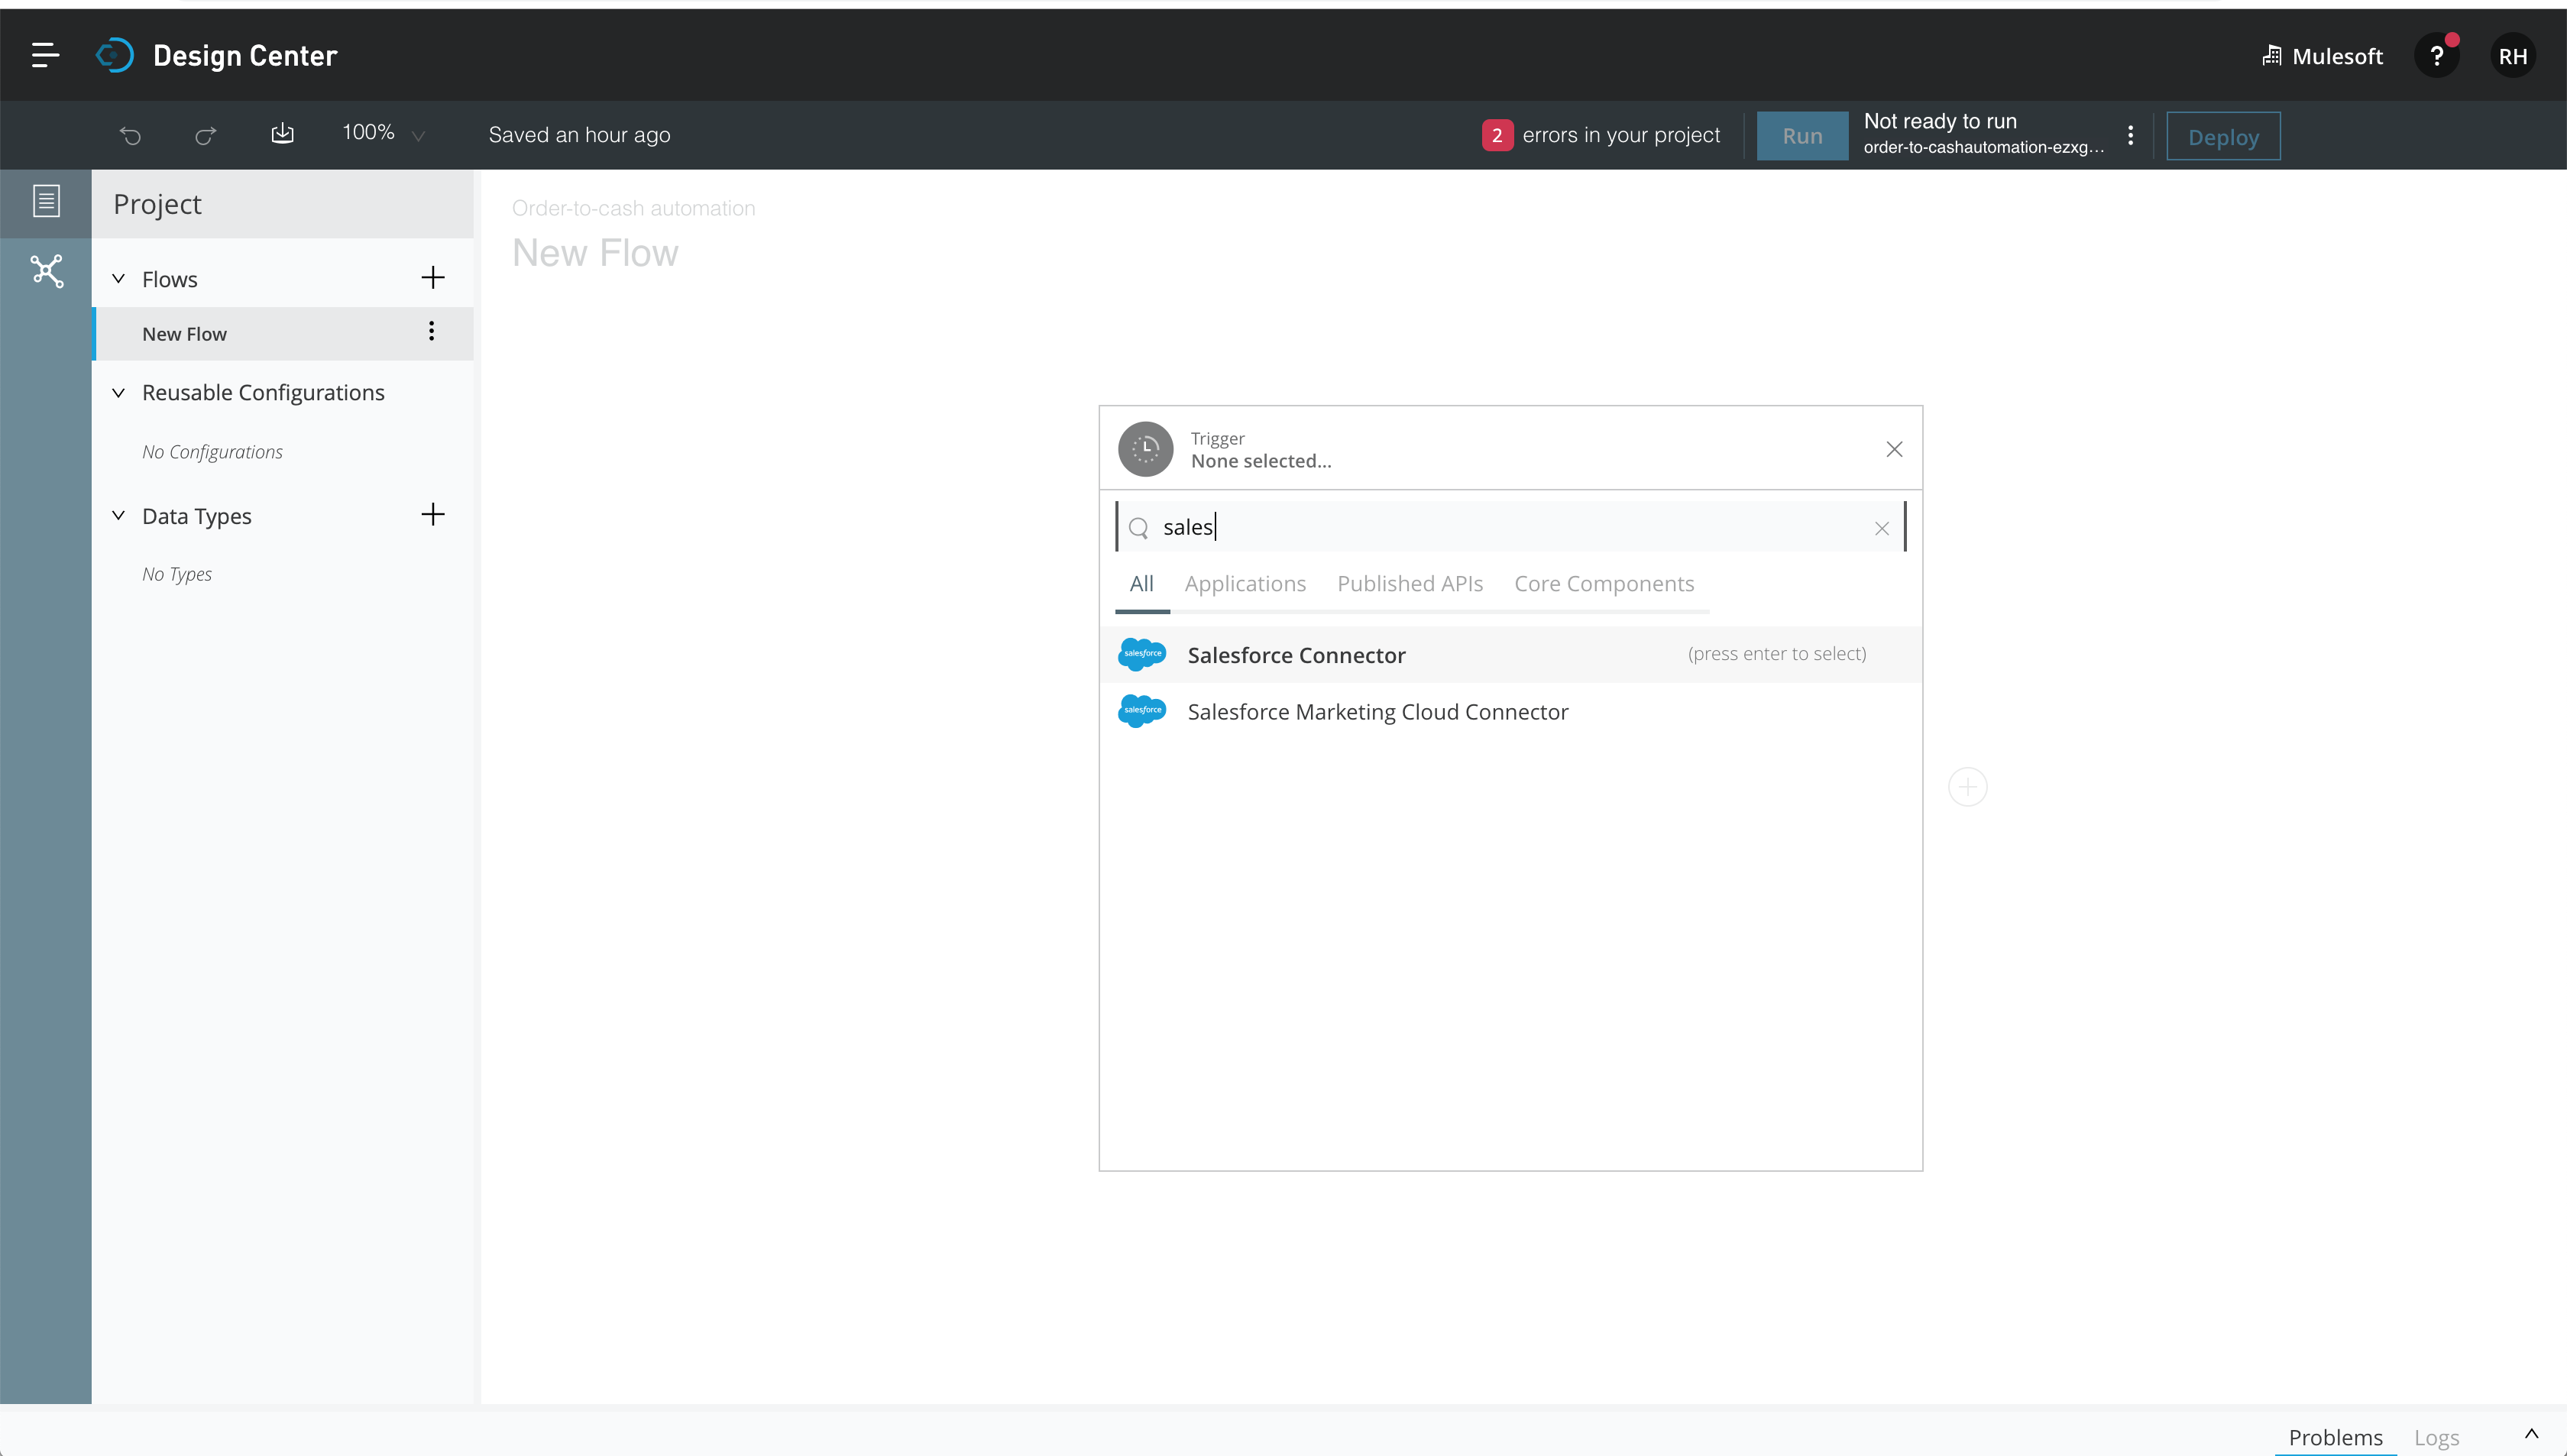 Design Center
Mulesoft
?
RH
100%
Saved an hour ago
2 errors in your project
Run
Not ready to run
order-to-cashautomation-ezxg...
Deploy
Project
Flows
New Flow
Reusable Configurations
No Configurations
Data Types
No Types
Order-to-cash automation
New Flow
Trigger
None selected...
sales
All Applications Published APIs Core Components
salesforce Salesforce Connector (press enter to select)
salesforce Salesforce Marketing Cloud Connector
Problems Logs